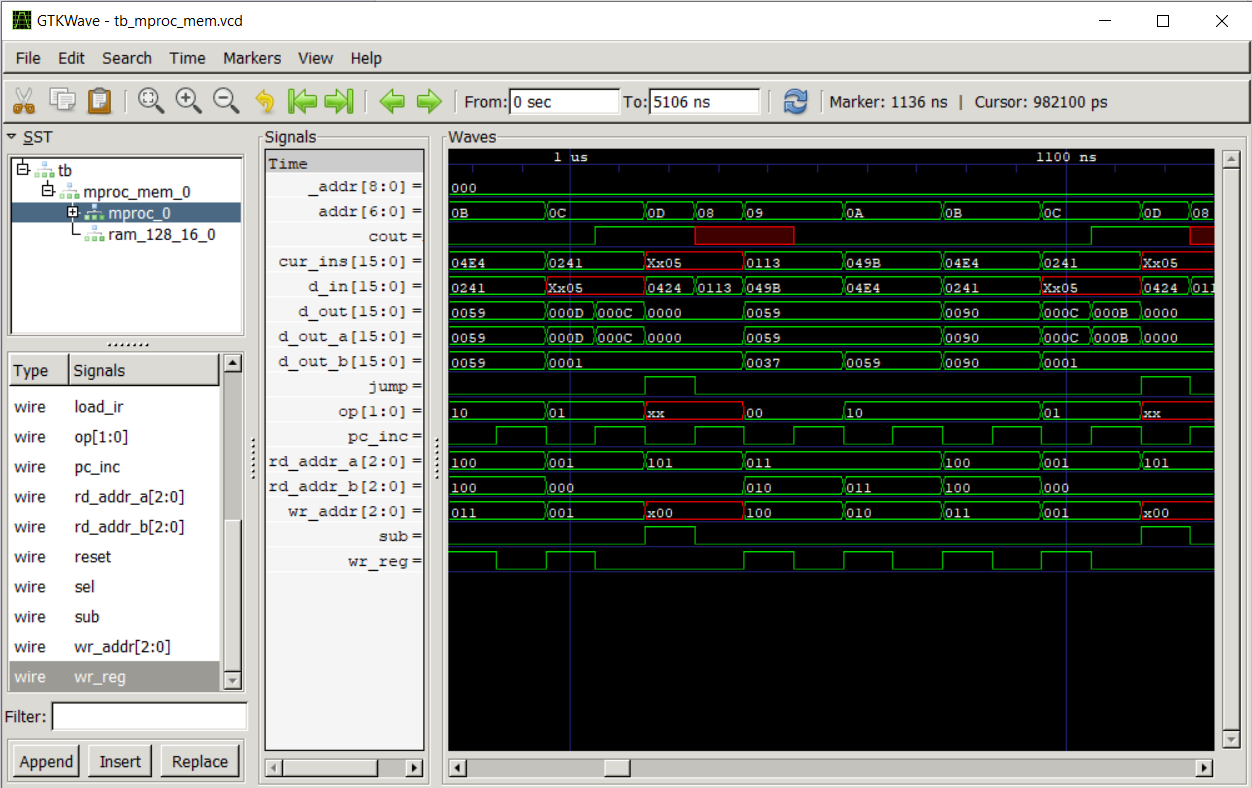 GTKWave - tb_mproc_mem.vcd
File Edit Search Time Markers View Help
From: 0 sec To: 5106 ns Marker: 1136 ns | Cursor: 982100 ps
SST
tb
mproc_mem_0
mproc_0
ram_128_16_0
Type Signals
wire load_ir
wire op[1:0]
wire pc_inc
wire rd_addr_a[2:0]
wire rd_addr_b[2:0]
wire reset
wire sel
wire sub
wire wr_addr[2:0]
wire wr_reg
Filter:
Append Insert Replace
Signals
Time
_addr[8:0] =
addr[6:0] =
cout =
cur_ins[15:0] =
d_in[15:0] =
d_out[15:0] =
d_out_a[15:0] =
d_out_b[15:0] =
jump =
op[1:0] =
pc_inc =
rd_addr_a[2:0] =
rd_addr_b[2:0] =
wr_addr[2:0] =
sub =
wr_reg =
Waves
1 us 1100 ns
000
0B 0C 0D 08 09 0A 0B 0C 0D 08
04E4 0241 Xx05 0113 049B 04E4 0241 Xx05
0241 Xx05 0424 0113 049B 04E4 0241 Xx05 0424 011
0059 000D 000C 0000 0059 0090 000C 000B 0000
0059 000D 000C 0000 0059 0090 000C 000B 0000
0059 0001 0037 0059 0090 0001
10 01 xx 00 10 01 xx
100 001 101 011 100 001 101
100 000 010 011 100 000
011 001 x00 100 010 011 001 x00